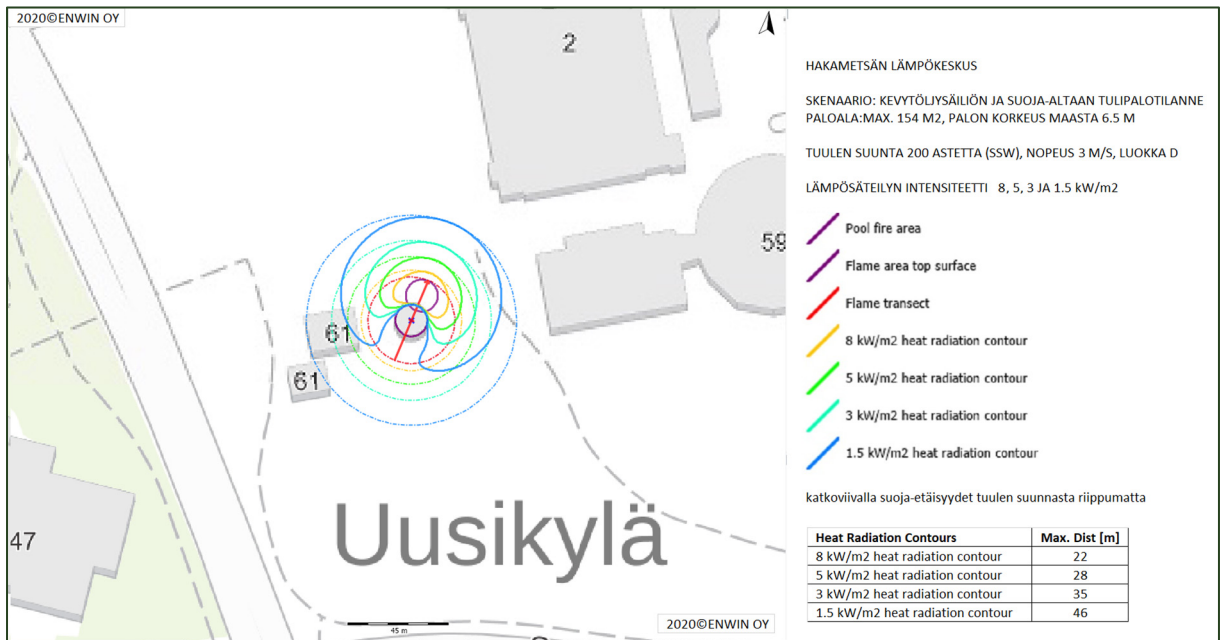 2020©ENWIN OY
2
59
61
61
47
Uusikylä
45 m
2020©ENWIN OY
HAKAMETSÄN LÄMPÖKESKUS
SKENAARIO: KEVYTÖLJYSÄILIÖN JA SUOJA-ALTAAN TULIPALOTILANNE
PALOALA:MAX. 154 M2, PALON KORKEUS MAASTA 6.5 M
TUULEN SUUNTA 200 ASTETTA (SSW), NOPEUS 3 M/S, LUOKKA D
LÄMPÖSÄTEILYN INTENSITEETTI 8, 5, 3 JA 1.5 kW/m2
Pool fire area
Flame area top surface
Flame transect
8 kW/m2 heat radiation contour
5 kW/m2 heat radiation contour
3 kW/m2 heat radiation contour
1.5 kW/m2 heat radiation contour
katkoviivalla suoja-etäisyydet tuulen suunnasta riippumatta
Heat Radiation Contours Max. Dist [m]
8 kW/m2 heat radiation contour 22
5 kW/m2 heat radiation contour 28
3 kW/m2 heat radiation contour 35
1.5 kW/m2 heat radiation contour 46